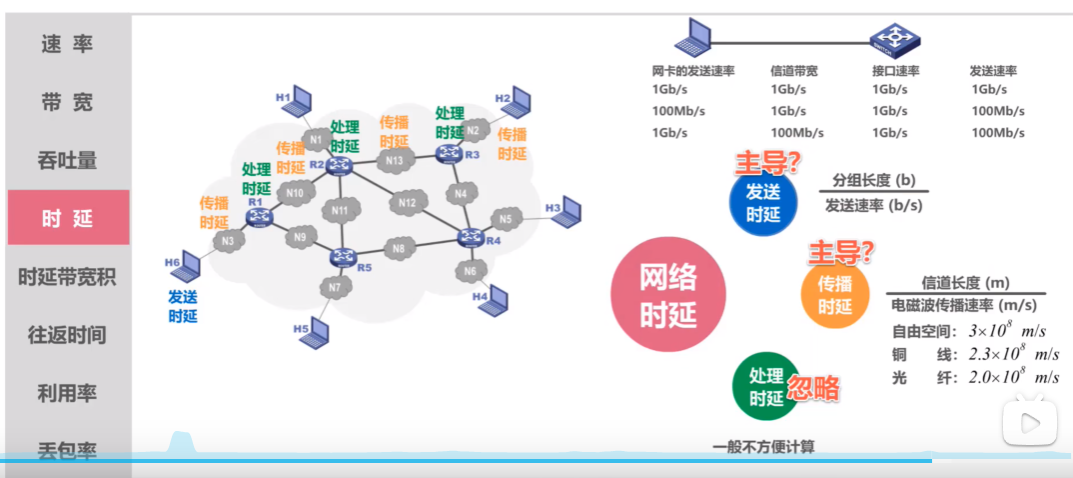 速 率
带 宽
吞吐量
时 延
时延带宽积
往返时间
利用率
丢包率
H1
H2
H3
H4
H5
H6
N1
N2
N3
N4
N5
N6
N7
N8
N9
N10
N11
N12
N13
R1
R2
R3
R4
R5
处理
时延
处理
时延
处理
时延
传播
时延
传播
时延
传播
时延
传播
时延
发送
时延
SWITCH
网卡的发送速率 信道带宽 接口速率 发送速率
1Gb/s 1Gb/s 1Gb/s 1Gb/s
100Mb/s 1Gb/s 1Gb/s 100Mb/s
1Gb/s 100Mb/s 1Gb/s 100Mb/s
主导?
发送
时延
分组长度 (b)
发送速率 (b/s)
网络
时延
主导?
传播
时延
信道长度 (m)
电磁波传播速率 (m/s)
自由空间: 3×10⁸ m/s
铜 线: 2.3×10⁸ m/s
光 纤: 2.0×10⁸ m/s
处理
时延
忽略
一般不方便计算